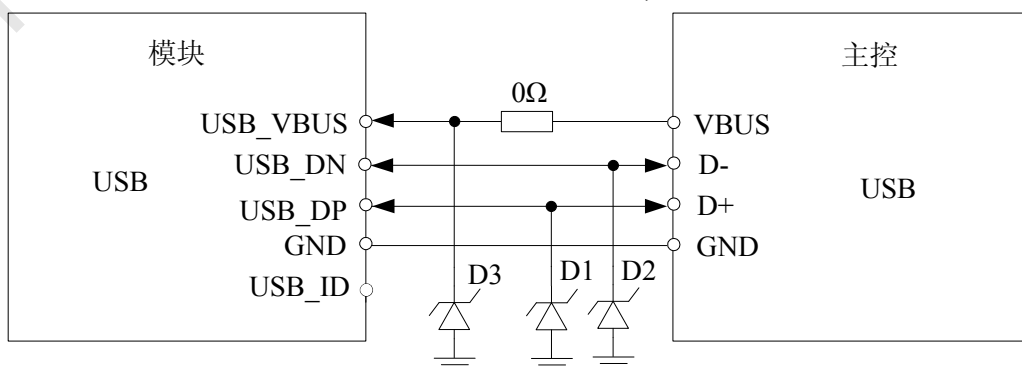 模块
主控
0Ω
USB_VBUS
VBUS
USB_DN
D-
USB
USB
USB_DP
D+
GND
GND
USB_ID
D3
D1
D2